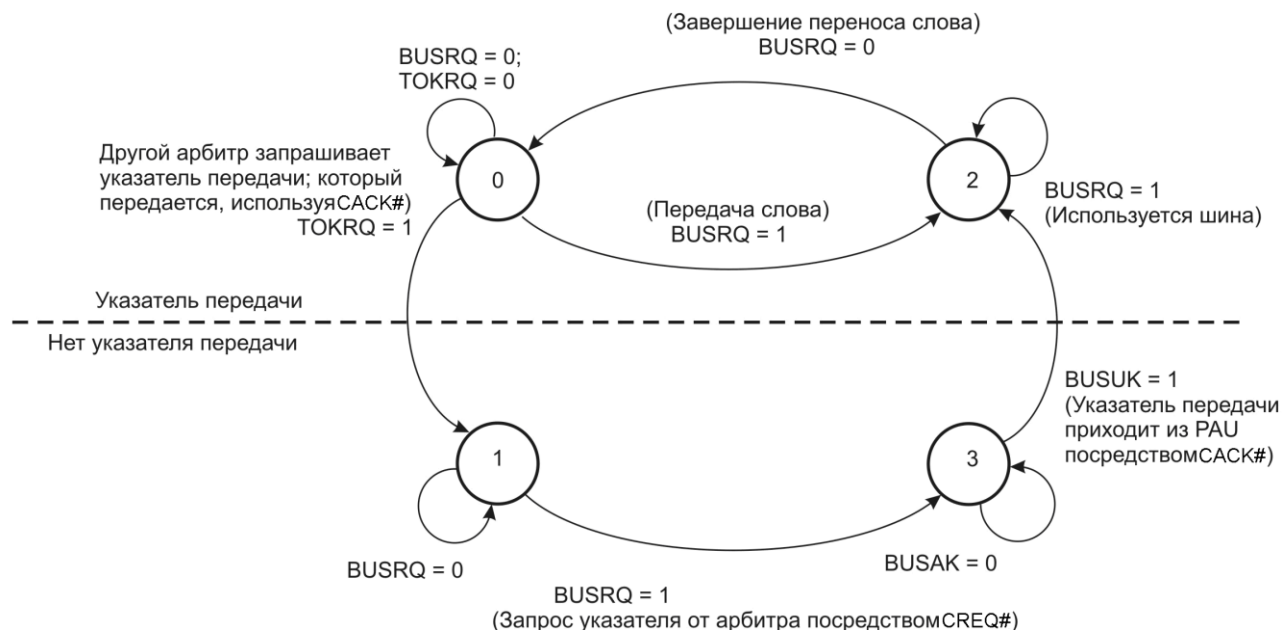 (Завершение переноса слова)
BUSRQ = 0
BUSRQ = 0;
TOKRQ = 0
Другой арбитр запрашивает
указатель передачи; который
передается, используяCACK#)
TOKRQ = 1
0
2
(Передача слова)
BUSRQ = 1
BUSRQ = 1
(Используется шина)
Указатель передачи
Нет указателя передачи
BUSUK = 1
(Указатель передачи
приходит из PAU
посредствомCACK#)
1
3
BUSRQ = 0
BUSAK = 0
BUSRQ = 1
(Запрос указателя от арбитра посредствомCREQ#)